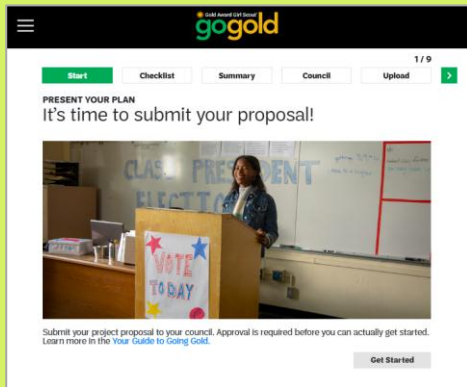 Gold Award Girl Scout
gogold
1 / 9
Start Checklist Summary Council Upload >
PRESENT YOUR PLAN
It's time to submit your proposal!
CLASS PRESIDENT
ELECTION
VOTE
TODAY
Submit your project proposal to your council. Approval is required before you can actually get started.
Learn more in the Your Guide to Going Gold.
Get Started